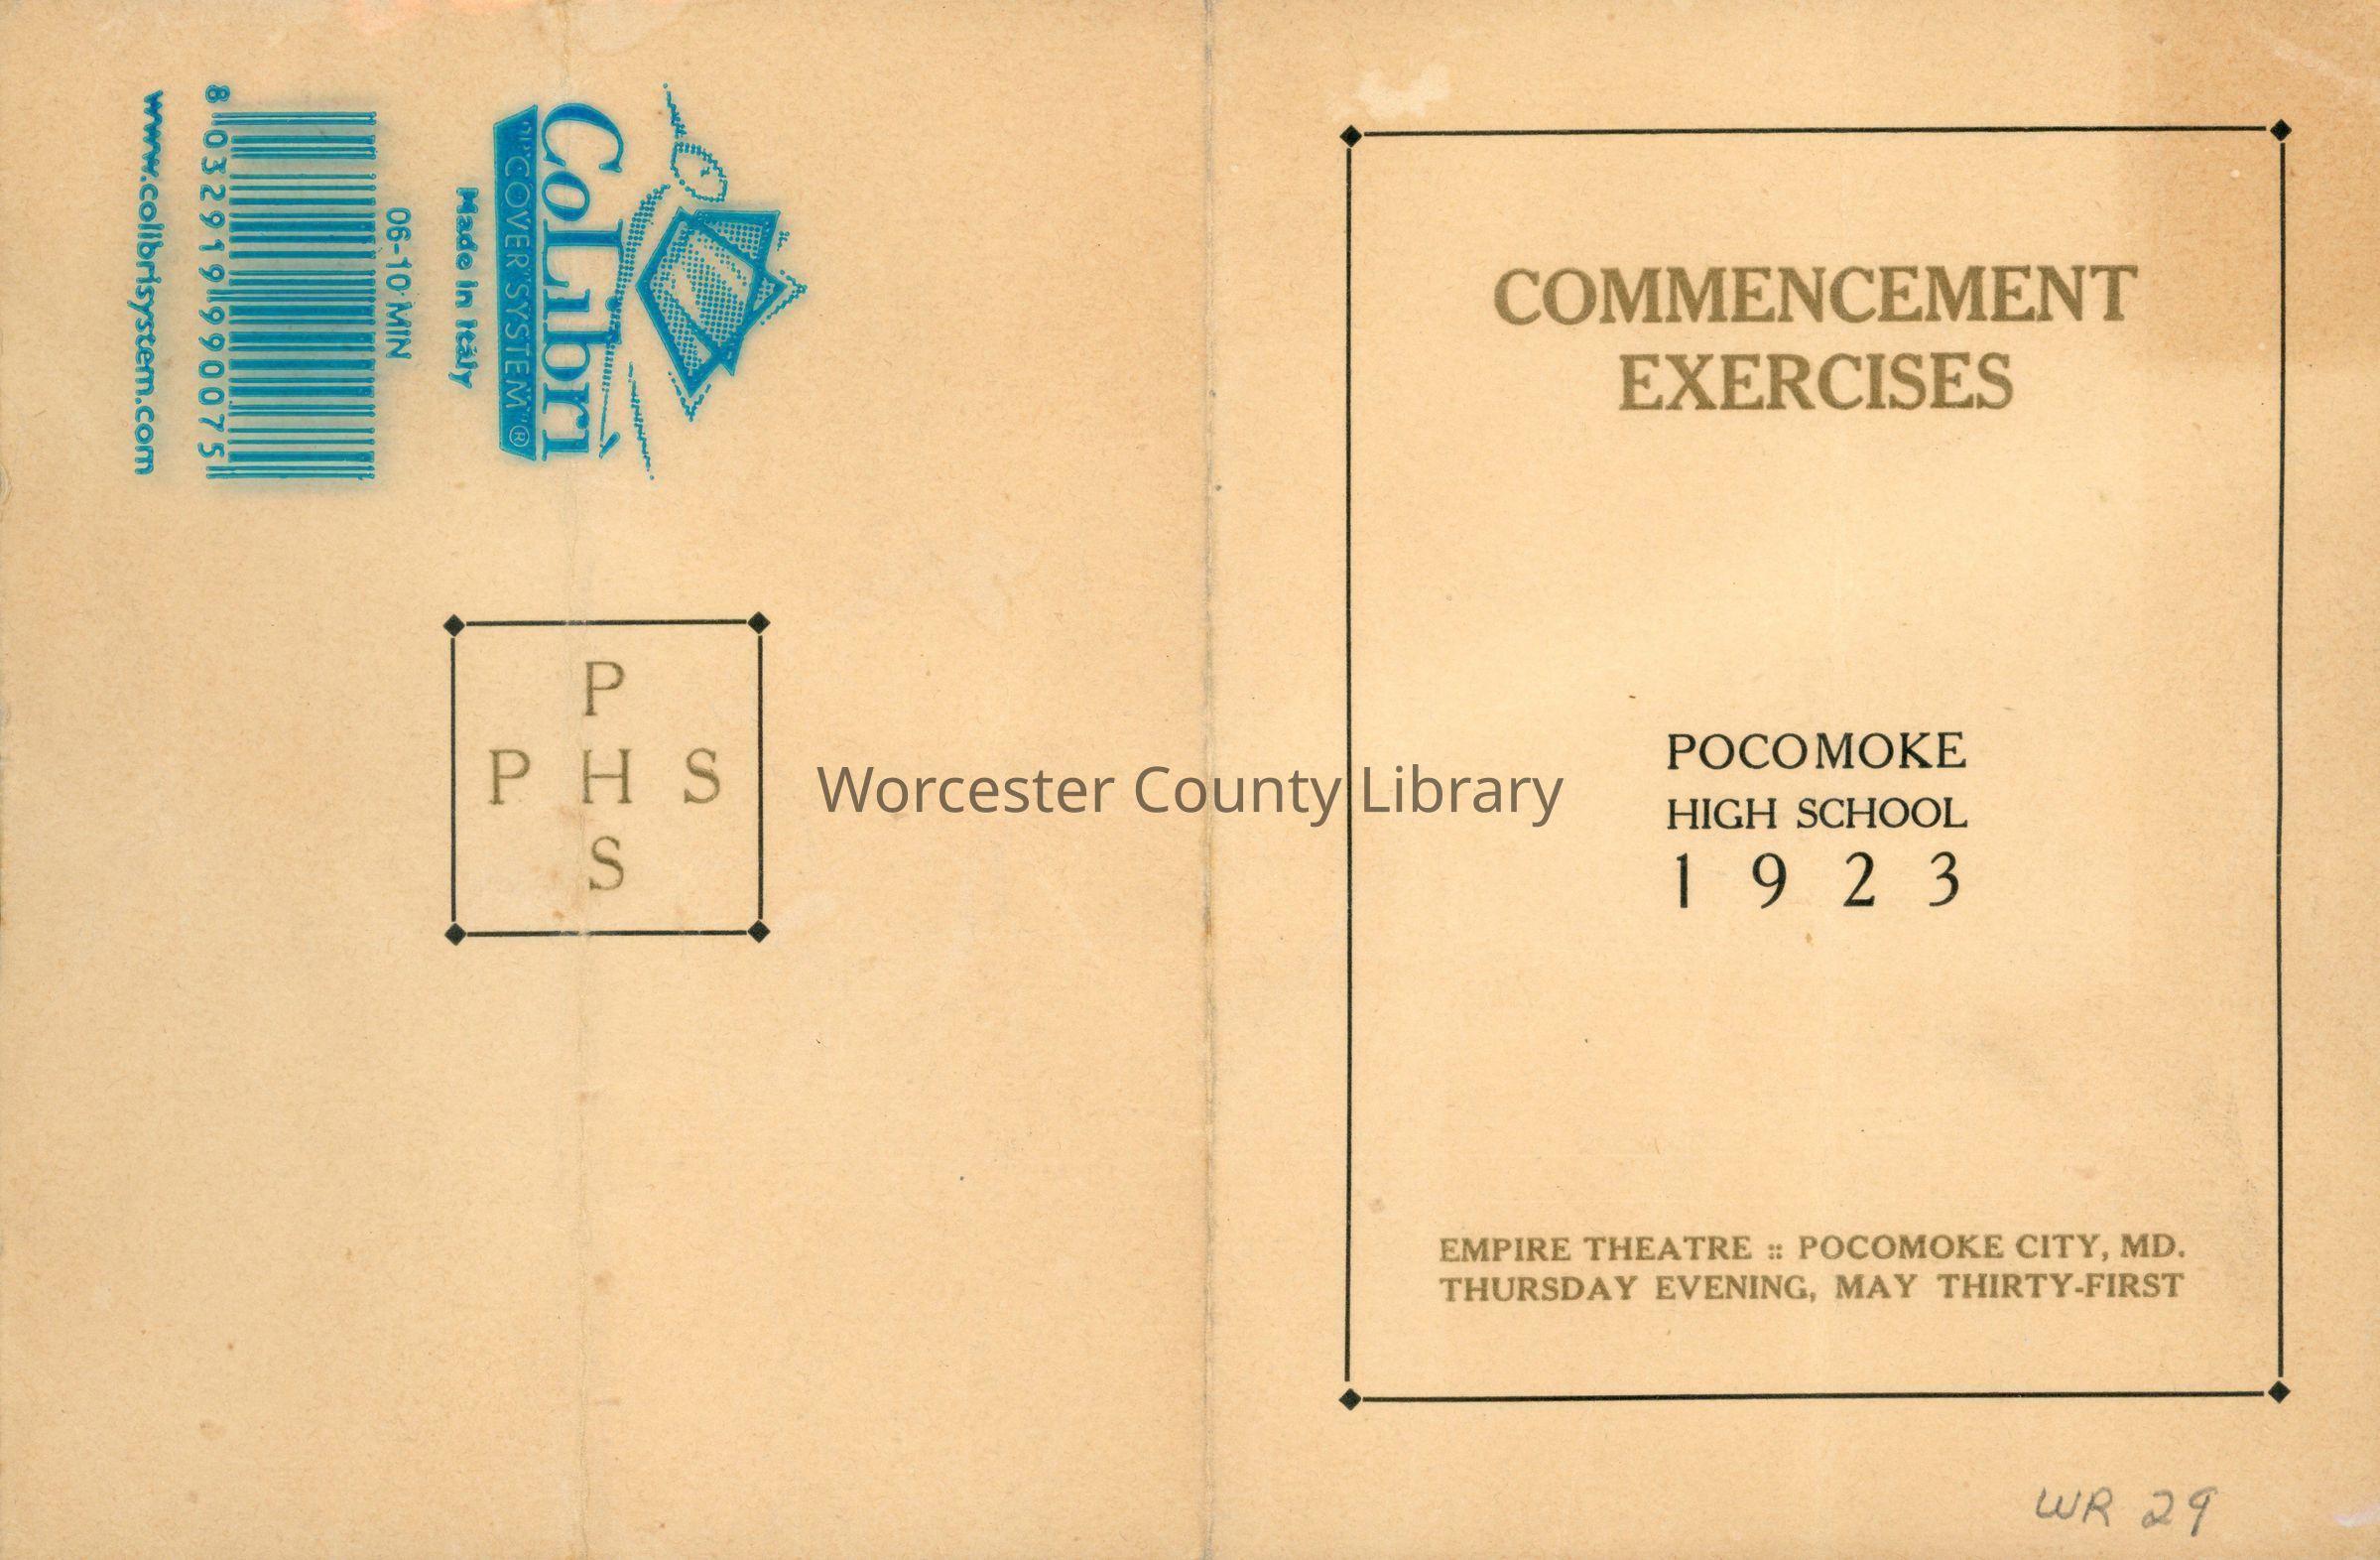 CoLibrì
"COVER SYSTEM"®
Made in Italy
06-10 MIN
8 032919 990075
www.colibrisystem.com
P
P H S
S
Worcester County Library
COMMENCEMENT
EXERCISES
POCOMOKE
HIGH SCHOOL
1 9 2 3
EMPIRE THEATRE :: POCOMOKE CITY, MD.
THURSDAY EVENING, MAY THIRTY-FIRST
WR 29